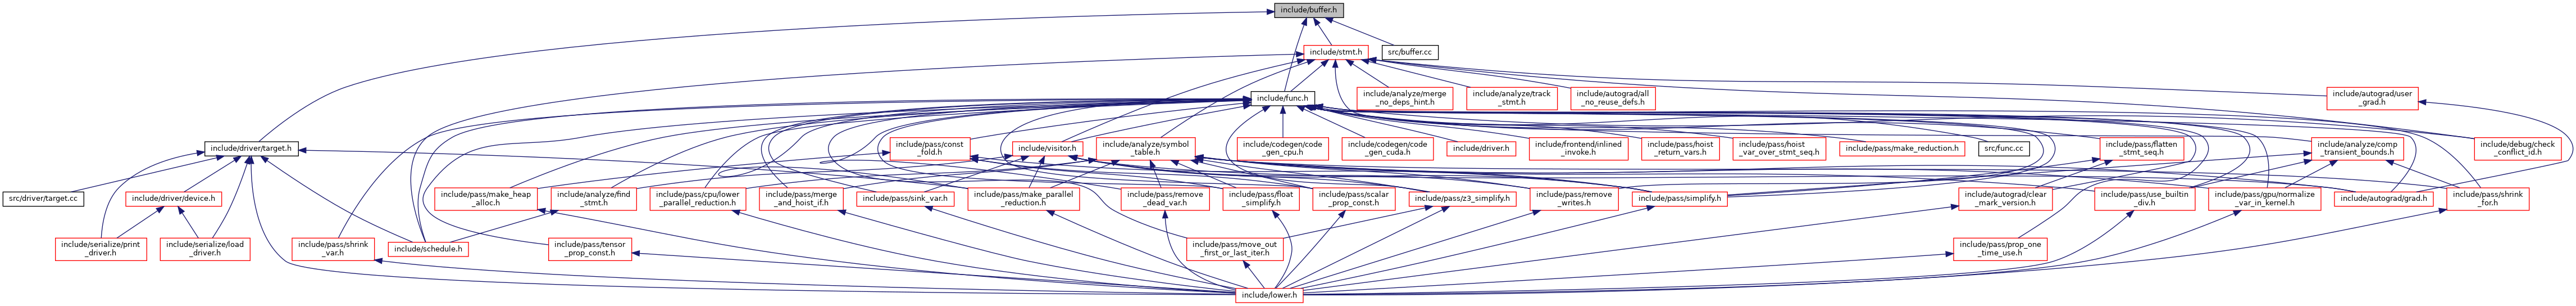 include/buffer.h
include/stmt.h
src/buffer.cc
include/analyze/merge
_no_deps_hint.h
include/analyze/track
_stmt.h
include/autograd/all
_no_reuse_defs.h
include/autograd/user
_grad.h
include/func.h
include/driver/target.h
include/pass/const
_fold.h
include/visitor.h
include/analyze/symbol
_table.h
include/codegen/code
_gen_cpu.h
include/codegen/code
_gen_cuda.h
include/driver.h
include/frontend/inlined
_invoke.h
include/pass/hoist
_return_vars.h
include/pass/hoist
_var_over_stmt_seq.h
include/pass/make_reduction.h
src/func.cc
include/pass/flatten
_stmt_seq.h
include/analyze/comp
_transient_bounds.h
include/debug/check
_conflict_id.h
src/driver/target.cc
include/driver/device.h
include/pass/make_heap
_alloc.h
include/analyze/find
_stmt.h
include/pass/cpu/lower
_parallel_reduction.h
include/pass/merge
_and_hoist_if.h
include/pass/sink_var.h
include/pass/make_parallel
_reduction.h
include/pass/remove
_dead_var.h
include/pass/float
_simplify.h
include/pass/scalar
_prop_const.h
include/pass/z3_simplify.h
include/pass/remove
_writes.h
include/pass/simplify.h
include/autograd/clear
_mark_version.h
include/pass/use_builtin
_div.h
include/pass/gpu/normalize
_var_in_kernel.h
include/autograd/grad.h
include/pass/shrink
_for.h
include/serialize/print
_driver.h
include/serialize/load
_driver.h
include/pass/shrink
_var.h
include/schedule.h
include/pass/tensor
_prop_const.h
include/pass/move_out
_first_or_last_iter.h
include/pass/prop_one
_time_use.h
include/lower.h